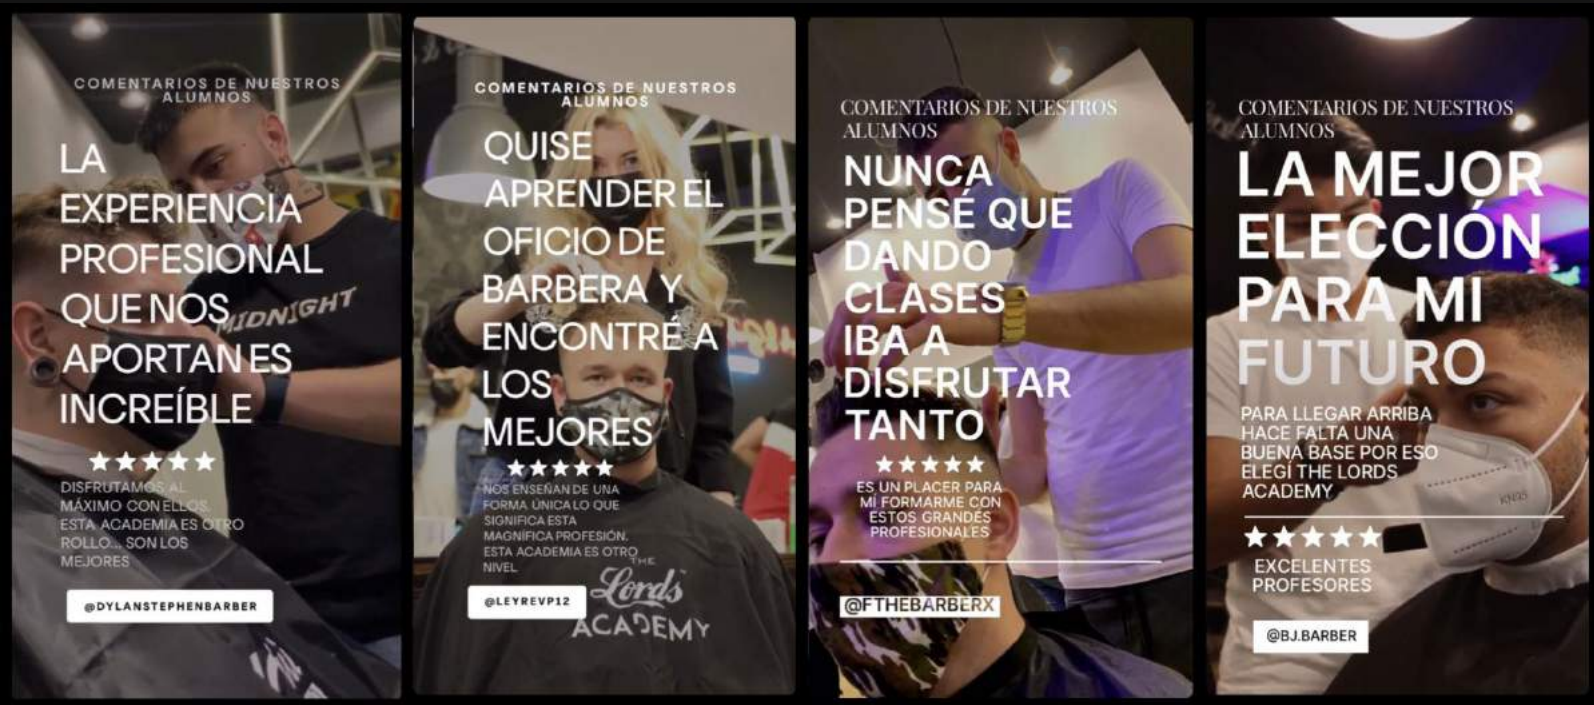 COMENTARIOS DE NUESTROS
ALUMNOS
LA
EXPERIENCIA
PROFESIONAL
QUE NOS
APORTAN ES
INCREÍBLE
★★★★★
DISFRUTAMOS AL
MÁXIMO CON ELLOS.
ESTA ACADEMIA ES OTRO
ROLLO... SON LOS
MEJORES
@DYLANSTEPHENBARBER
MIDNIGHT
COMENTARIOS DE NUESTROS
ALUMNOS
QUISE
APRENDER EL
OFICIO DE
BARBERA Y
ENCONTRÉ A
LOS
MEJORES
★★★★★
NOS ENSEÑAN DE UNA
FORMA ÚNICA LO QUE
SIGNIFICA ESTA
MAGNÍFICA PROFESIÓN.
ESTA ACADEMIA ES OTRO
NIVEL
@LEYREVP12
THE
Lords
ACADEMY
COMENTARIOS DE NUESTROS
ALUMNOS
NUNCA
PENSÉ QUE
DANDO
CLASES
IBA A
DISFRUTAR
TANTO
★★★★★
ES UN PLACER PARA
MÍ FORMARME CON
ESTOS GRANDES
PROFESIONALES
@FTHEBARBERX
COMENTARIOS DE NUESTROS
ALUMNOS
LA MEJOR
ELECCIÓN
PARA MI
FUTURO
PARA LLEGAR ARRIBA
HACE FALTA UNA
BUENA BASE POR ESO
ELEGÍ THE LORDS
ACADEMY
★★★★★
EXCELENTES
PROFESORES
@BJ.BARBER